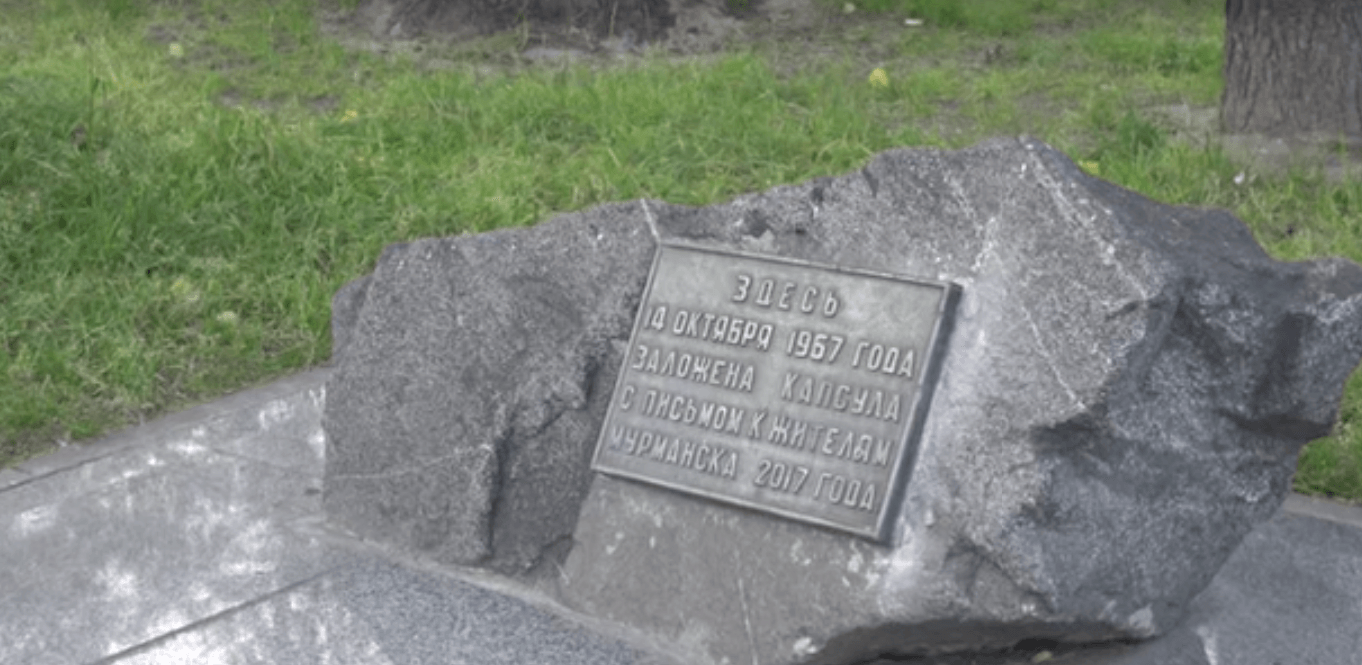 ЗДЕСЬ
14 ОКТЯБРЯ 1967 ГОДА
ЗАЛОЖЕНА КАПСУЛА
С ПИСЬМОМ К ЖИТЕЛЯМ
МУРМАНСКА 2017 ГОДА